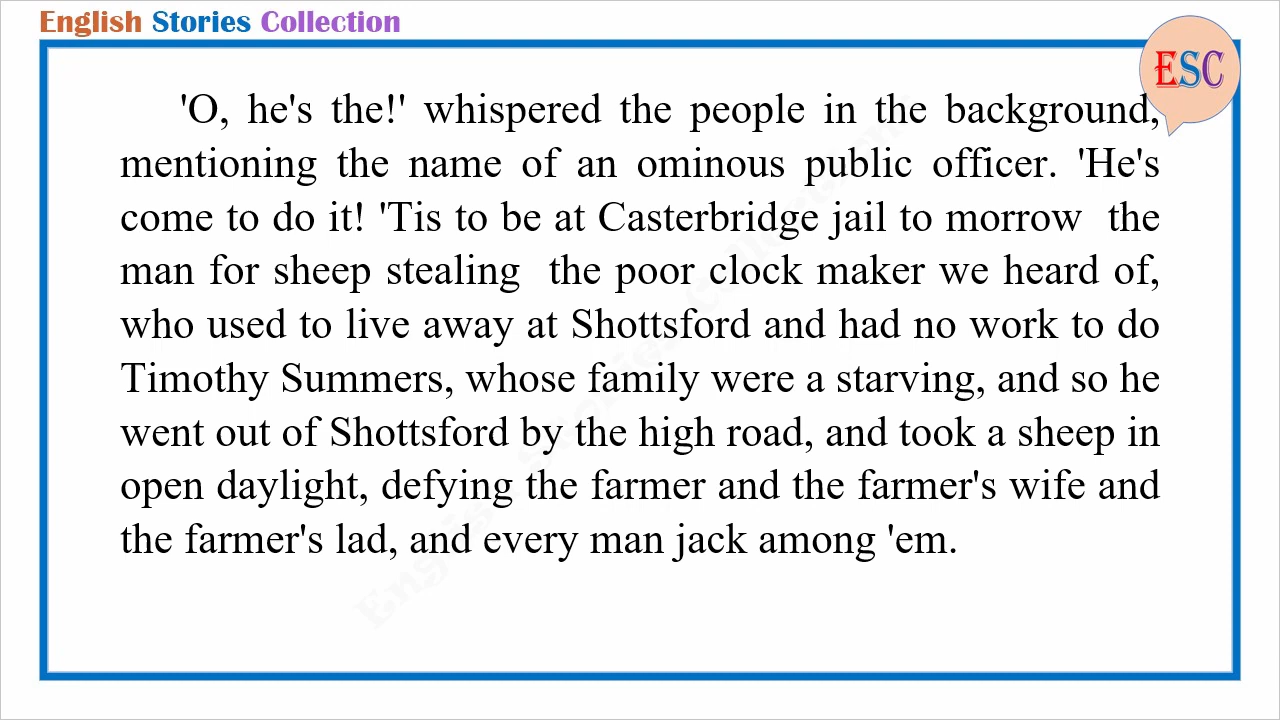 English Stories Collection
ESC
'O, he's the!' whispered the people in the background,
mentioning the name of an ominous public officer. 'He's
come to do it! 'Tis to be at Casterbridge jail to morrow  the
man for sheep stealing  the poor clock maker we heard of,
who used to live away at Shottsford and had no work to do
Timothy Summers, whose family were a starving, and so he
went out of Shottsford by the high road, and took a sheep in
open daylight, defying the farmer and the farmer's wife and
the farmer's lad, and every man jack among 'em.